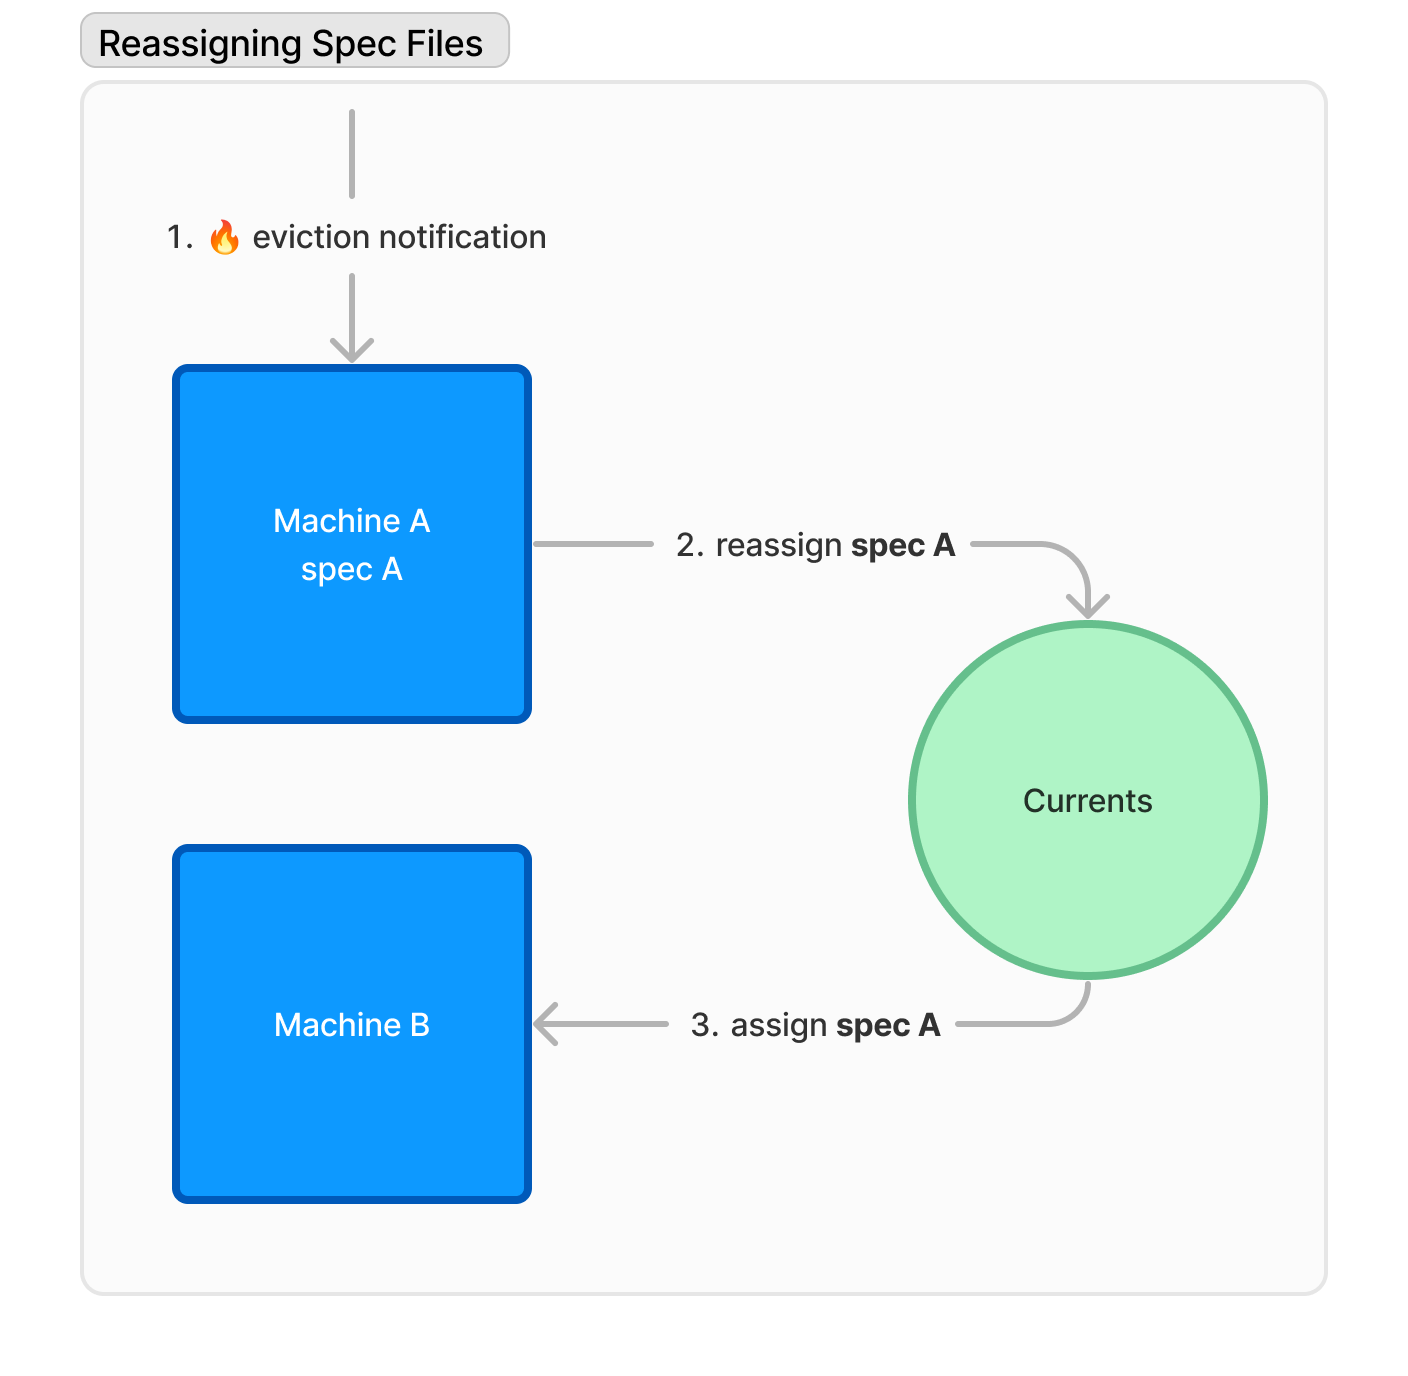 Reassigning Spec Files
1. 🔥 eviction notification
Machine A
spec A
2. reassign spec A
Currents
Machine B
3. assign spec A